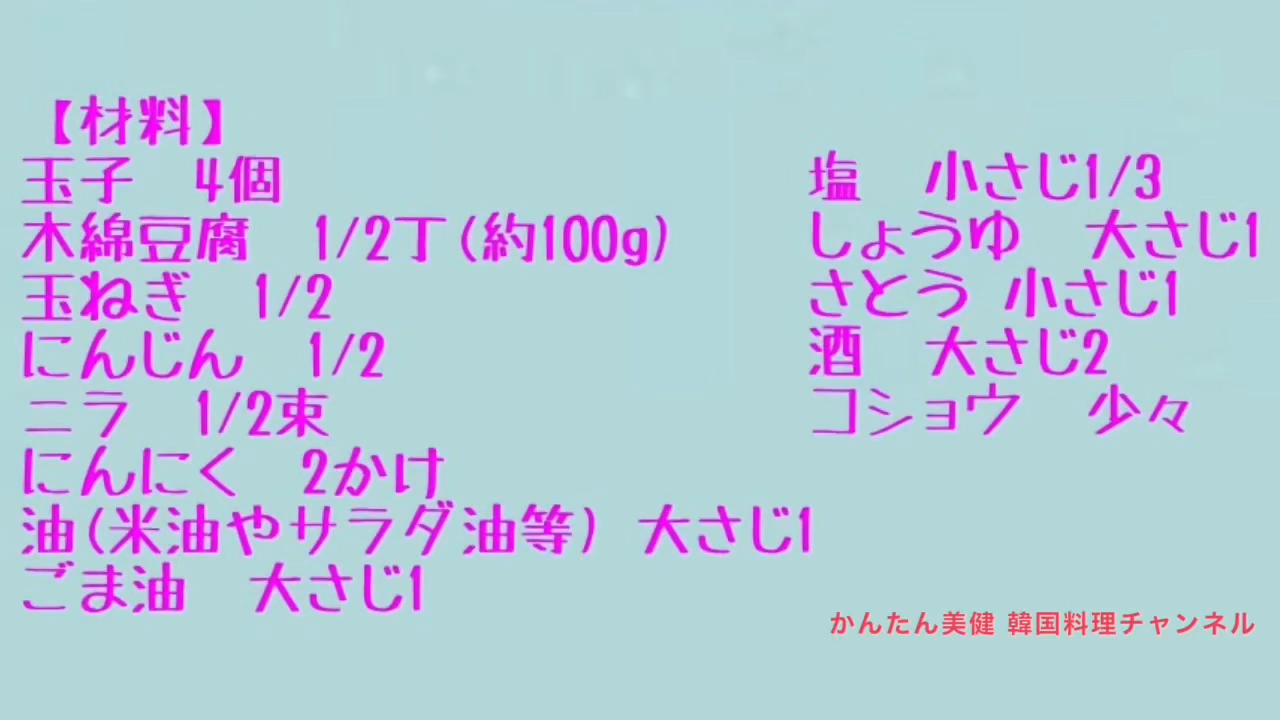 【材料】
玉子　4個
木綿豆腐　1/2丁(約100g)
玉ねぎ　1/2
にんじん　1/2
ニラ　1/2束
にんにく　2かけ
油(米油やサラダ油等) 大さじ1
ごま油　大さじ1
塩　小さじ1/3
しょうゆ　大さじ1
さとう 小さじ1
酒　大さじ2
コショウ　少々
かんたん美健 韓国料理チャンネル